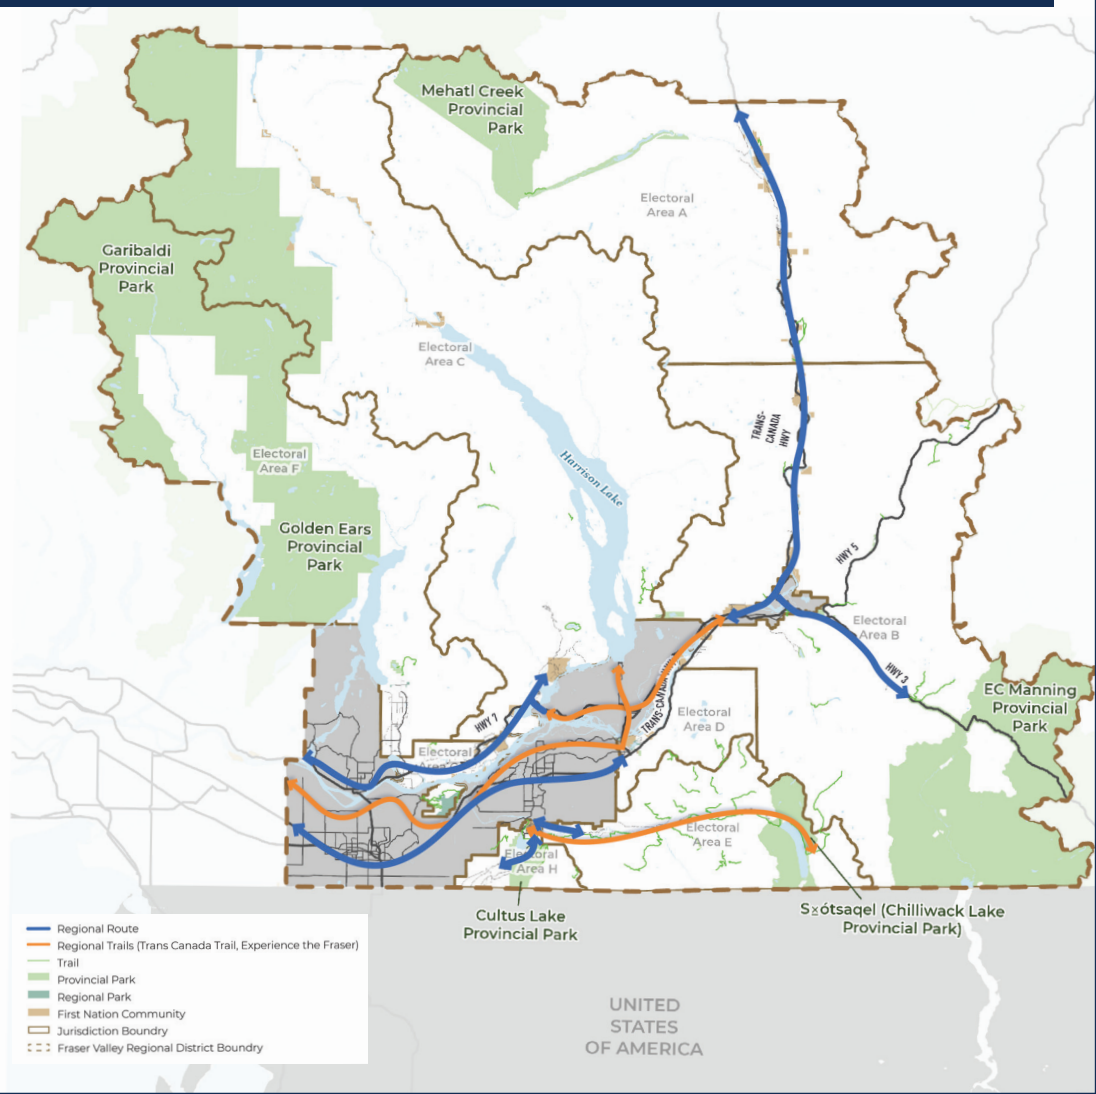 Mehatl Creek
Provincial
Park
Electoral
Area A
Garibaldi
Provincial
Park
Electoral
Area C
TRANS-
CANADA
HWY
Electoral
Area F
Harrison Lake
Golden Ears
Provincial
Park
HWY 5
Electoral
Area B
HWY 3
EC Manning
Provincial
Park
HWY 7
TRANS-CANADA
Electoral
Area D
Electoral
Electoral
Area E
Electoral
Area H
Cultus Lake
Provincial Park
Sx̱ótsaqel (Chilliwack Lake
Provincial Park)
Regional Route
Regional Trails (Trans Canada Trail, Experience the Fraser)
Trail
Provincial Park
Regional Park
First Nation Community
Jurisdiction Boundry
Fraser Valley Regional District Boundry
UNITED
STATES
OF AMERICA